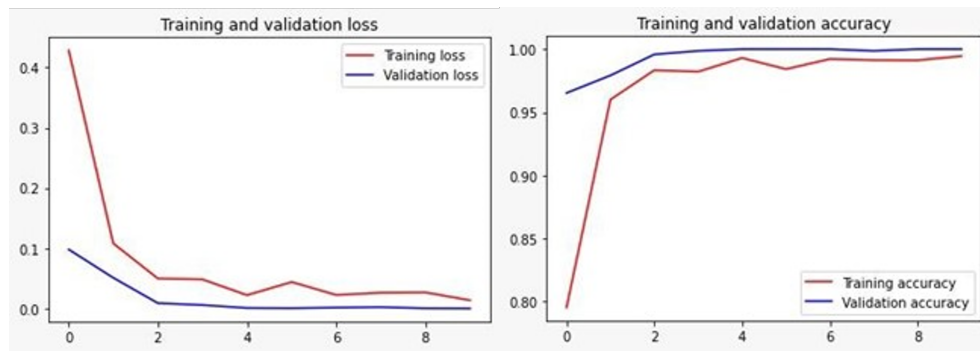 Training and validation loss
Training loss
Validation loss
0.4
0.3
0.2
0.1
0.0
0 2 4 6 8
Training and validation accuracy
1.00
0.95
0.90
0.85
0.80
Training accuracy
Validation accuracy
0 2 4 6 8